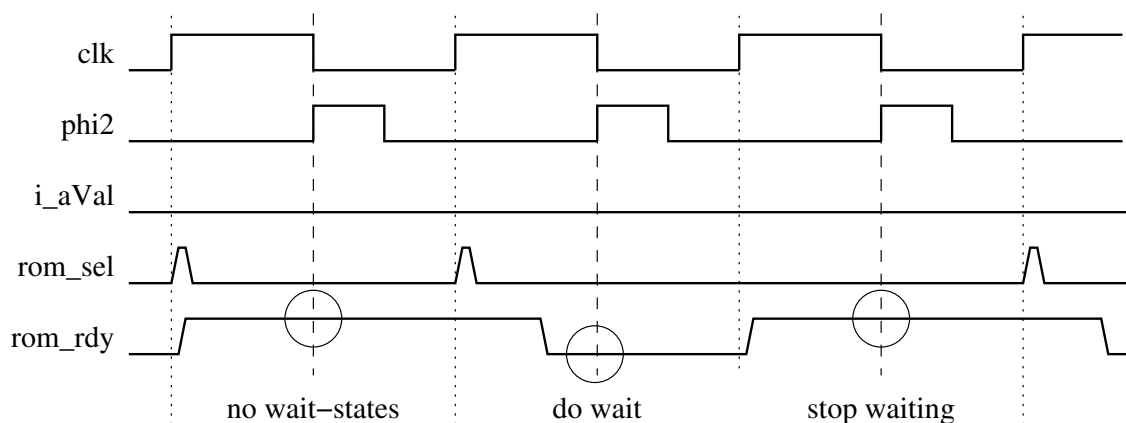 clk
phi2
i_aVal
rom_sel
rom_rdy
no wait−states do wait stop waiting